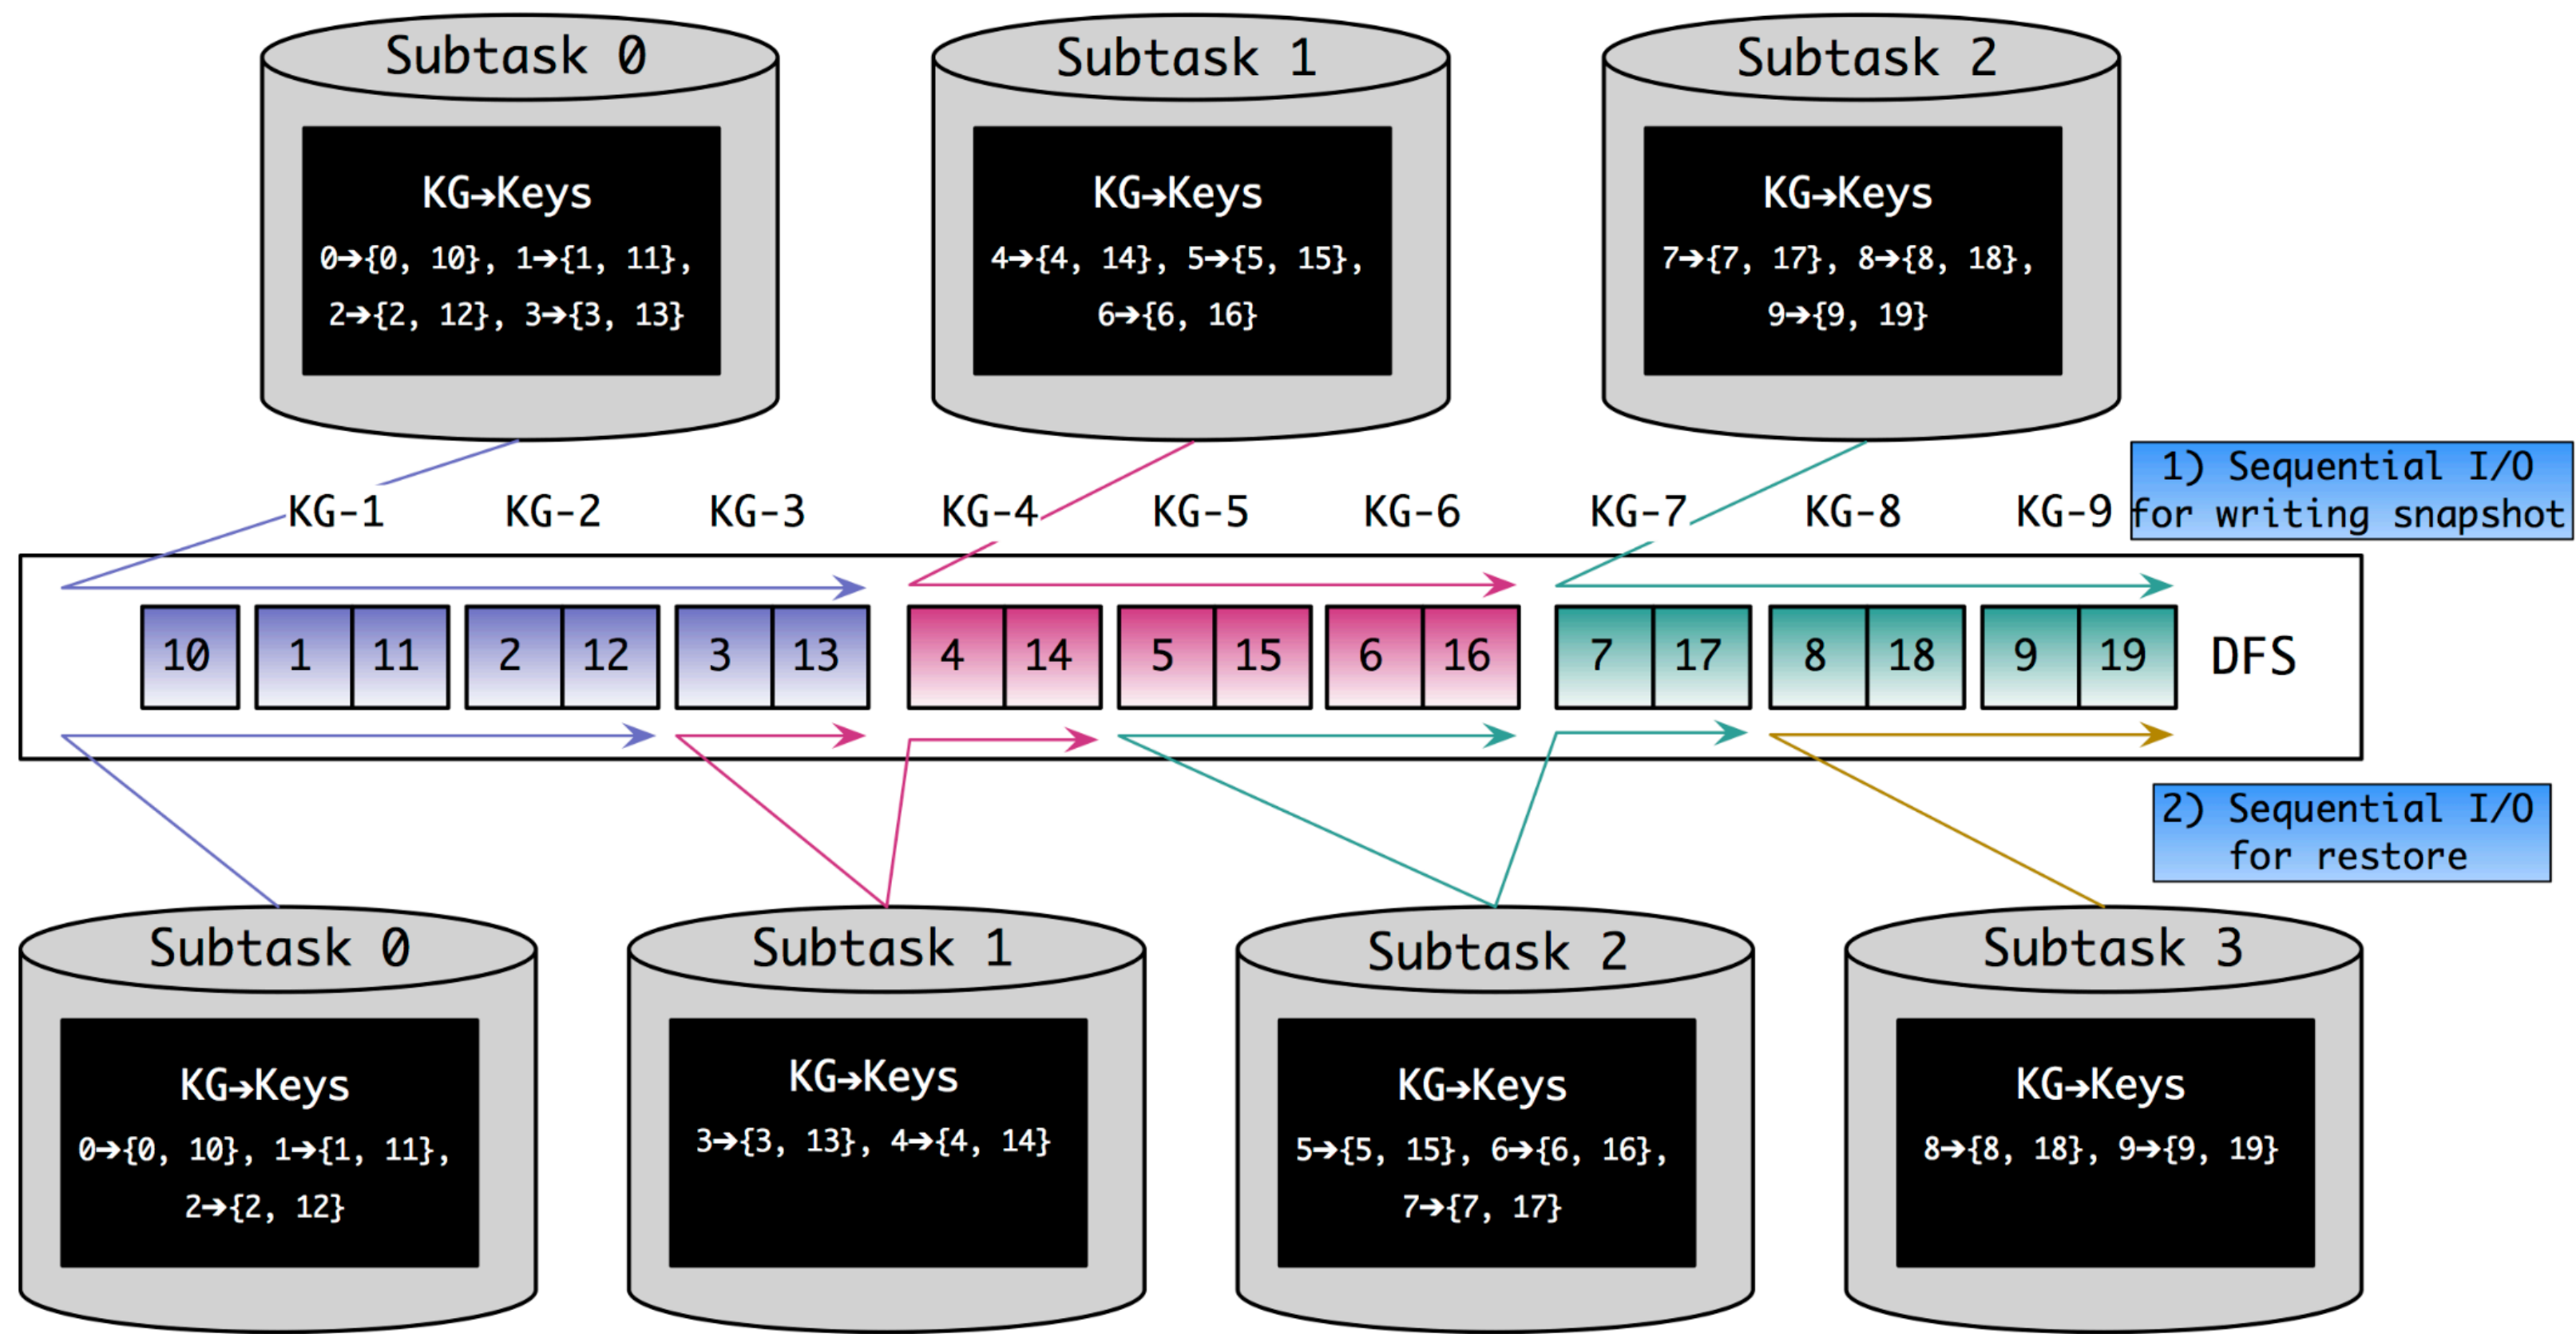 Subtask 0
KG➔Keys
0➔{0, 10}, 1➔{1, 11},
2➔{2, 12}, 3➔{3, 13}
Subtask 1
KG➔Keys
4➔{4, 14}, 5➔{5, 15},
6➔{6, 16}
Subtask 2
KG➔Keys
7➔{7, 17}, 8➔{8, 18},
9➔{9, 19}
1) Sequential I/O
for writing snapshot
KG-1 KG-2 KG-3 KG-4 KG-5 KG-6 KG-7 KG-8 KG-9
10 1 11 2 12 3 13 4 14 5 15 6 16 7 17 8 18 9 19 DFS
2) Sequential I/O
for restore
Subtask 0
KG➔Keys
0➔{0, 10}, 1➔{1, 11},
2➔{2, 12}
Subtask 1
KG➔Keys
3➔{3, 13}, 4➔{4, 14}
Subtask 2
KG➔Keys
5➔{5, 15}, 6➔{6, 16},
7➔{7, 17}
Subtask 3
KG➔Keys
8➔{8, 18}, 9➔{9, 19}